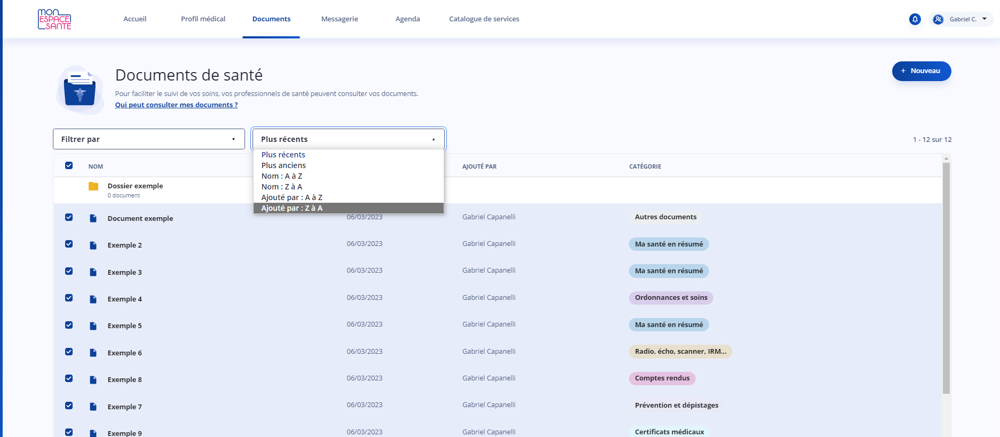 MON
ESPACE
SANTÉ
Accueil
Profil médical
Documents
Messagerie
Agenda
Catalogue de services
Gabriel C.
Documents de santé
Pour faciliter le suivi de vos soins, vos professionnels de santé peuvent consulter vos documents.
Qui peut consulter mes documents ?
+ Nouveau
Filtrer par
Plus récents
1 - 12 sur 12
Plus récents
Plus anciens
Nom : A à Z
Nom : Z à A
Ajouté par : A à Z
Ajouté par : Z à A
NOM
AJOUTÉ PAR
CATÉGORIE
Dossier exemple
0 document
Document exemple 06/03/2023 Gabriel Capanelli Autres documents
Exemple 2 06/03/2023 Gabriel Capanelli Ma santé en résumé
Exemple 3 06/03/2023 Gabriel Capanelli Ma santé en résumé
Exemple 4 06/03/2023 Gabriel Capanelli Ordonnances et soins
Exemple 5 06/03/2023 Gabriel Capanelli Ma santé en résumé
Exemple 6 06/03/2023 Gabriel Capanelli Radio, écho, scanner, IRM...
Exemple 8 06/03/2023 Gabriel Capanelli Comptes rendus
Exemple 7 06/03/2023 Gabriel Capanelli Prévention et dépistages
Exemple 9 06/03/2023 Gabriel Capanelli Certificats médicaux